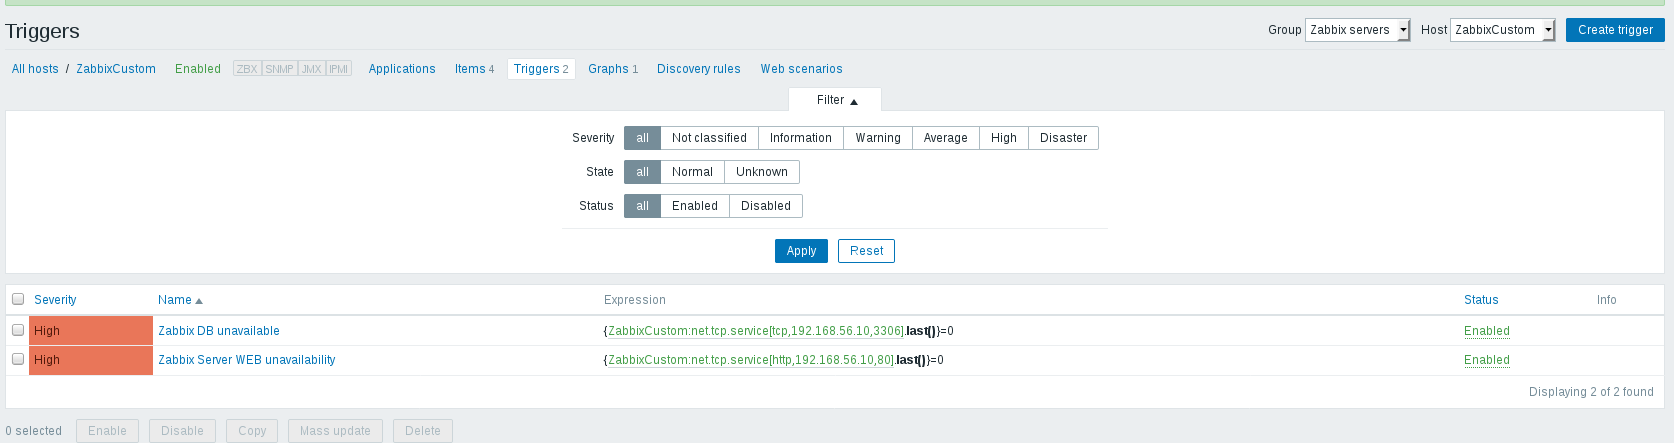 Triggers Group Zabbix servers Host ZabbixCustom Create trigger
All hosts / ZabbixCustom Enabled ZBX SNMP JMX IPMI Applications Items 4 Triggers 2 Graphs 1 Discovery rules Web scenarios
Filter
Severity all Not classified Information Warning Average High Disaster
State all Normal Unknown
Status all Enabled Disabled
Apply Reset
Severity Name Expression Status Info
High Zabbix DB unavailable {ZabbixCustom:net.tcp.service[tcp,192.168.56.10,3306].last()}=0 Enabled
High Zabbix Server WEB unavailability {ZabbixCustom:net.tcp.service[http,192.168.56.10,80].last()}=0 Enabled
Displaying 2 of 2 found
0 selected Enable Disable Copy Mass update Delete